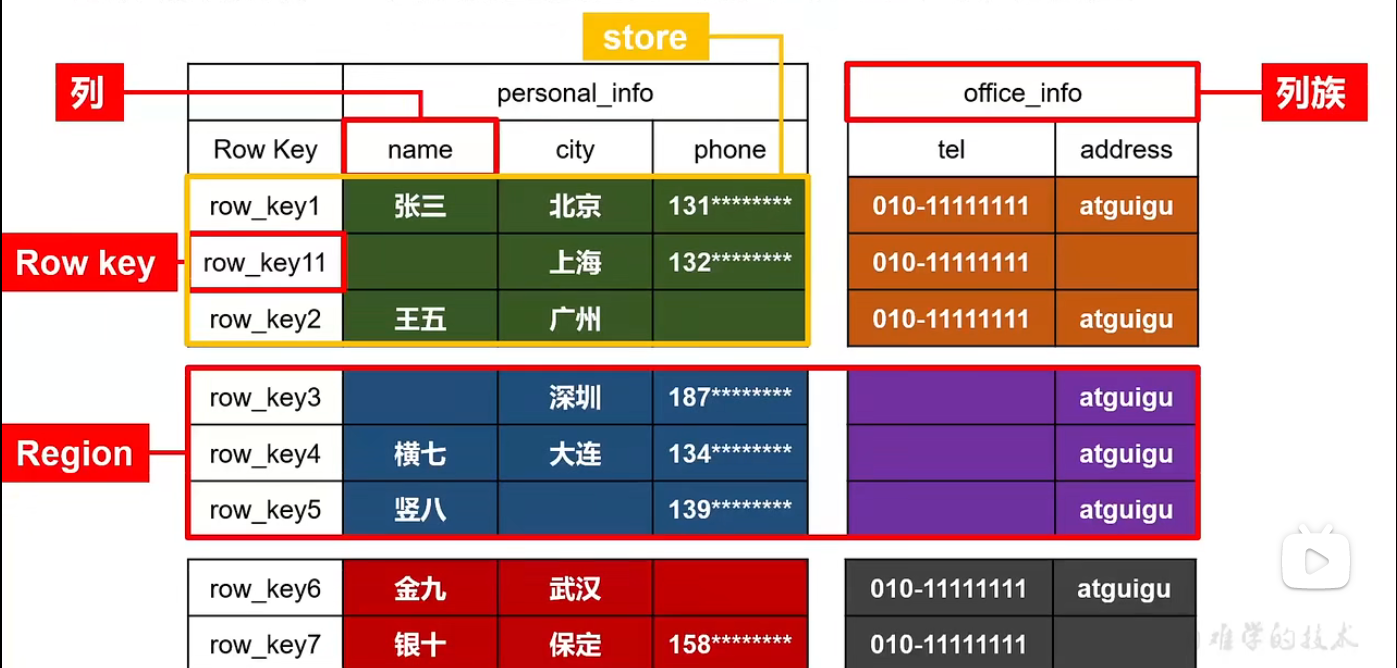 store
列
personal_info
office_info
列族
Row Key name city phone tel address
row_key1 张三 北京 131******** 010-11111111 atguigu
Row key
row_key11 上海 132******** 010-11111111
row_key2 王五 广州 010-11111111 atguigu
row_key3 深圳 187******** atguigu
Region
row_key4 横七 大连 134******** atguigu
row_key5 竖八 139******** atguigu
row_key6 金九 武汉 010-11111111 atguigu
row_key7 银十 保定 158******** 010-11111111
难学的技术